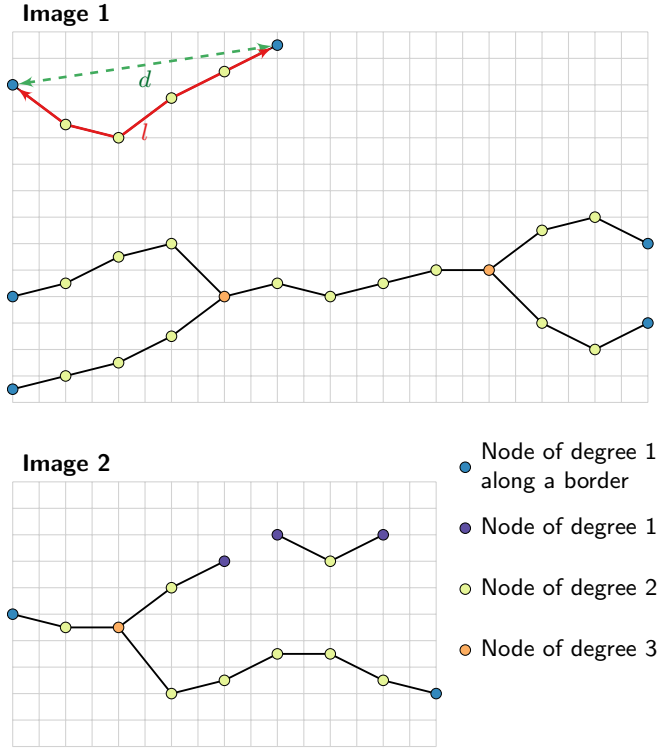 Image 1
d
l
Image 2
Node of degree 1
along a border
Node of degree 1
Node of degree 2
Node of degree 3